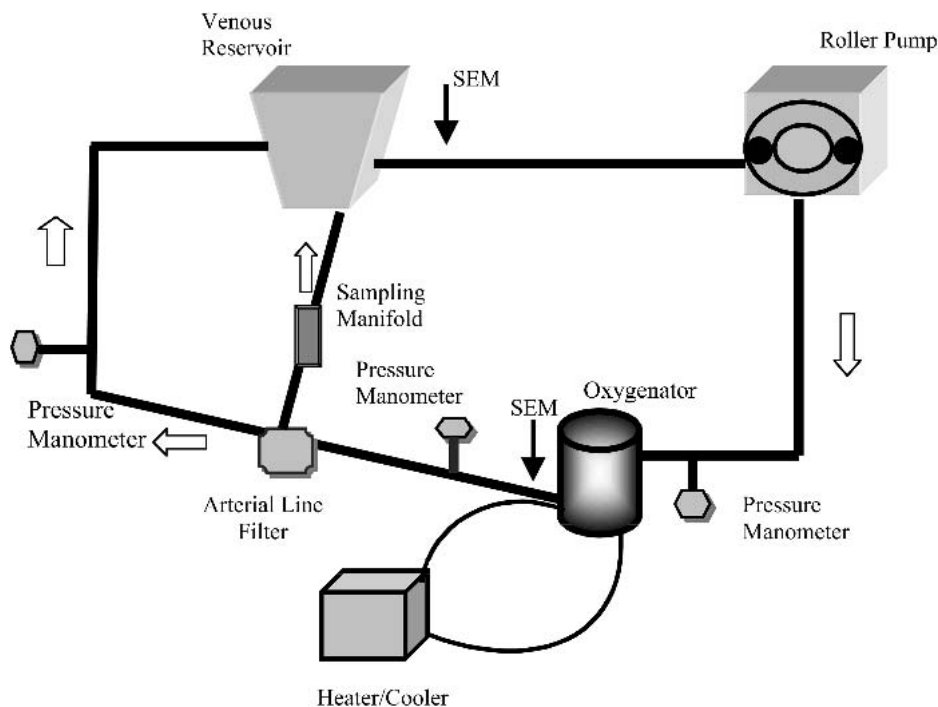 Venous
Reservoir
Roller Pump
SEM
Sampling
Manifold
Pressure
Manometer
Oxygenator
SEM
Pressure
Manometer
Arterial Line
Filter
Pressure
Manometer
Heater/Cooler